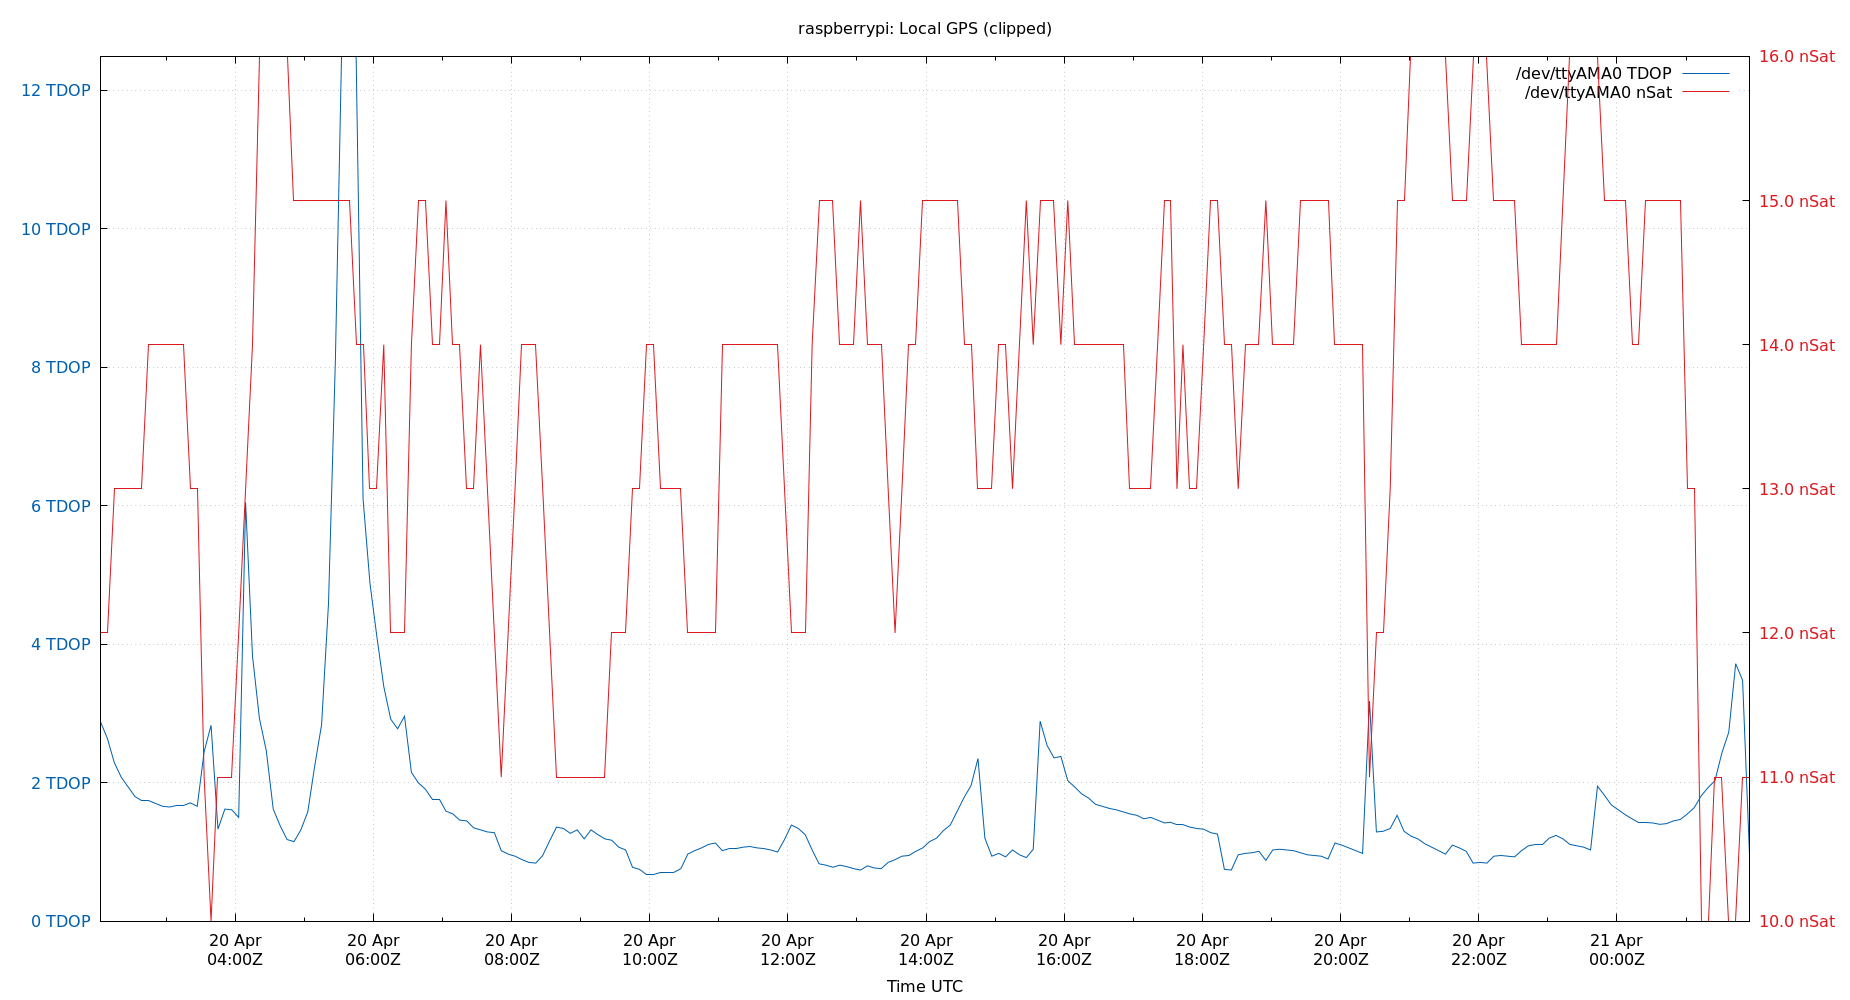 raspberrypi: Local GPS (clipped)
/dev/ttyAMA0 TDOP
/dev/ttyAMA0 nSat
12 TDOP
10 TDOP
8 TDOP
6 TDOP
4 TDOP
2 TDOP
0 TDOP
16.0 nSat
15.0 nSat
14.0 nSat
13.0 nSat
12.0 nSat
11.0 nSat
10.0 nSat
20 Apr
04:00Z
20 Apr
06:00Z
20 Apr
08:00Z
20 Apr
10:00Z
20 Apr
12:00Z
20 Apr
14:00Z
20 Apr
16:00Z
20 Apr
18:00Z
20 Apr
20:00Z
20 Apr
22:00Z
21 Apr
00:00Z
Time UTC